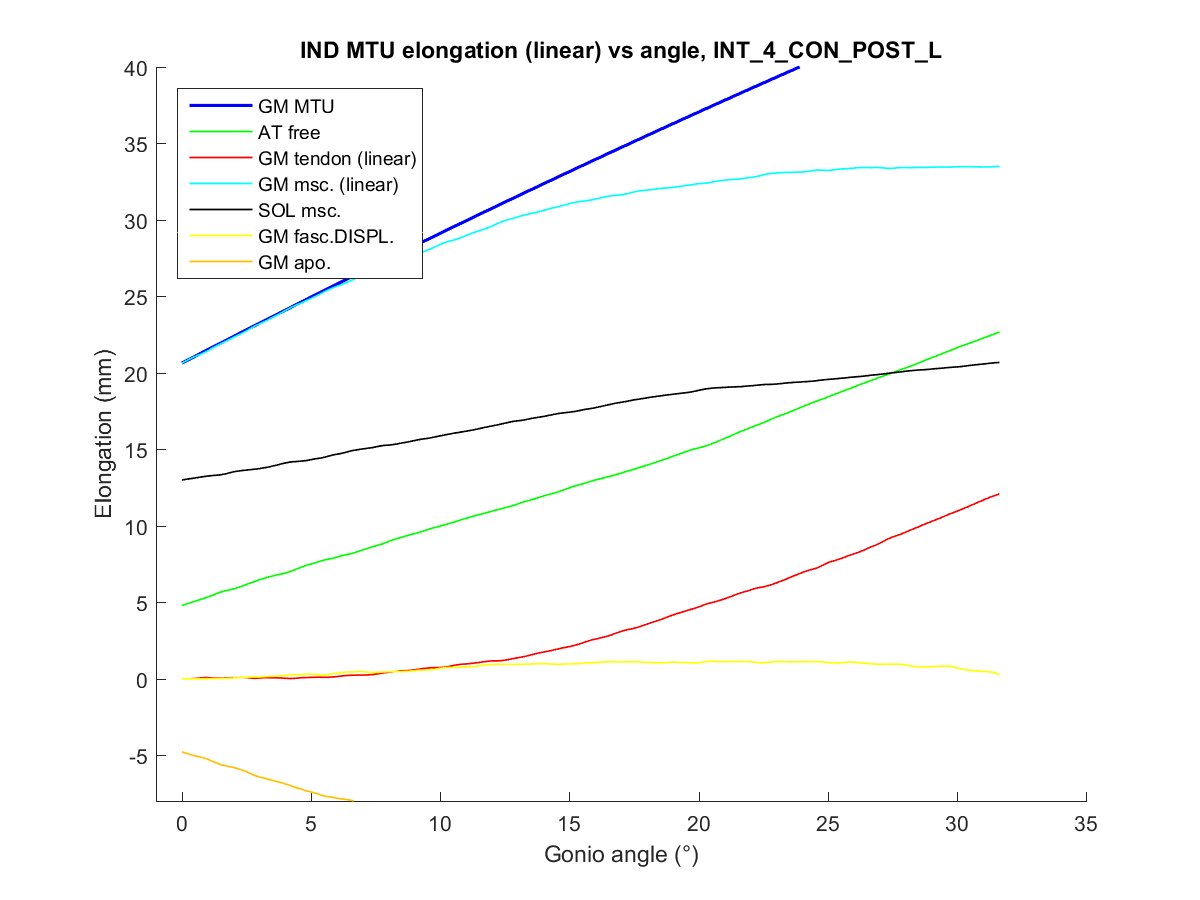 IND MTU elongation (linear) vs angle, INT_4_CON_POST_L
40
35
30
25
20
15
10
5
0
-5
Elongation (mm)
GM MTU
AT free
GM tendon (linear)
GM msc. (linear)
SOL msc.
GM fasc.DISPL.
GM apo.
0 5 10 15 20 25 30 35
Gonio angle (°)